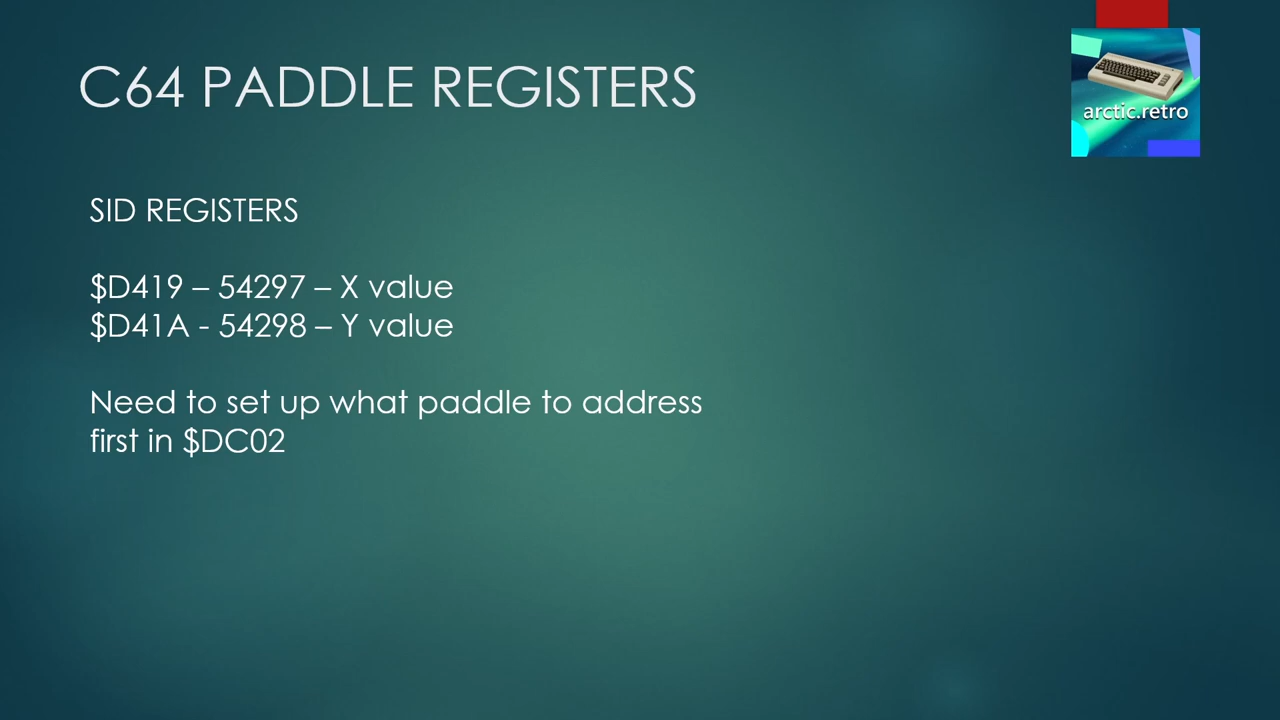 C64 PADDLE REGISTERS
arctic.retro
SID REGISTERS
$D419 – 54297 – X value
$D41A - 54298 – Y value
Need to set up what paddle to address
first in $DC02